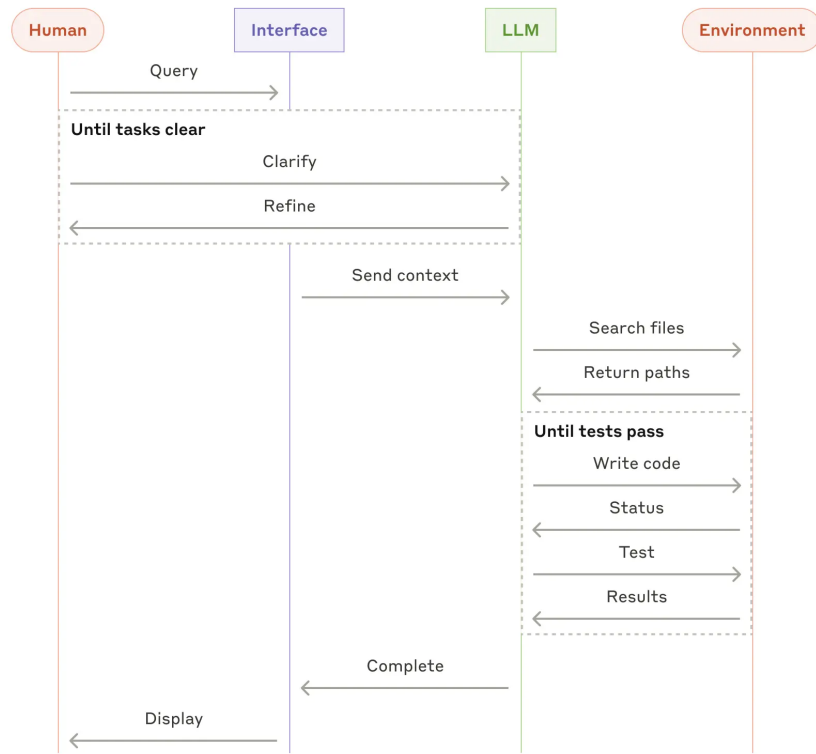 Human
Interface
LLM
Environment
Query
Until tasks clear
Clarify
Refine
Send context
Search files
Return paths
Until tests pass
Write code
Status
Test
Results
Complete
Display